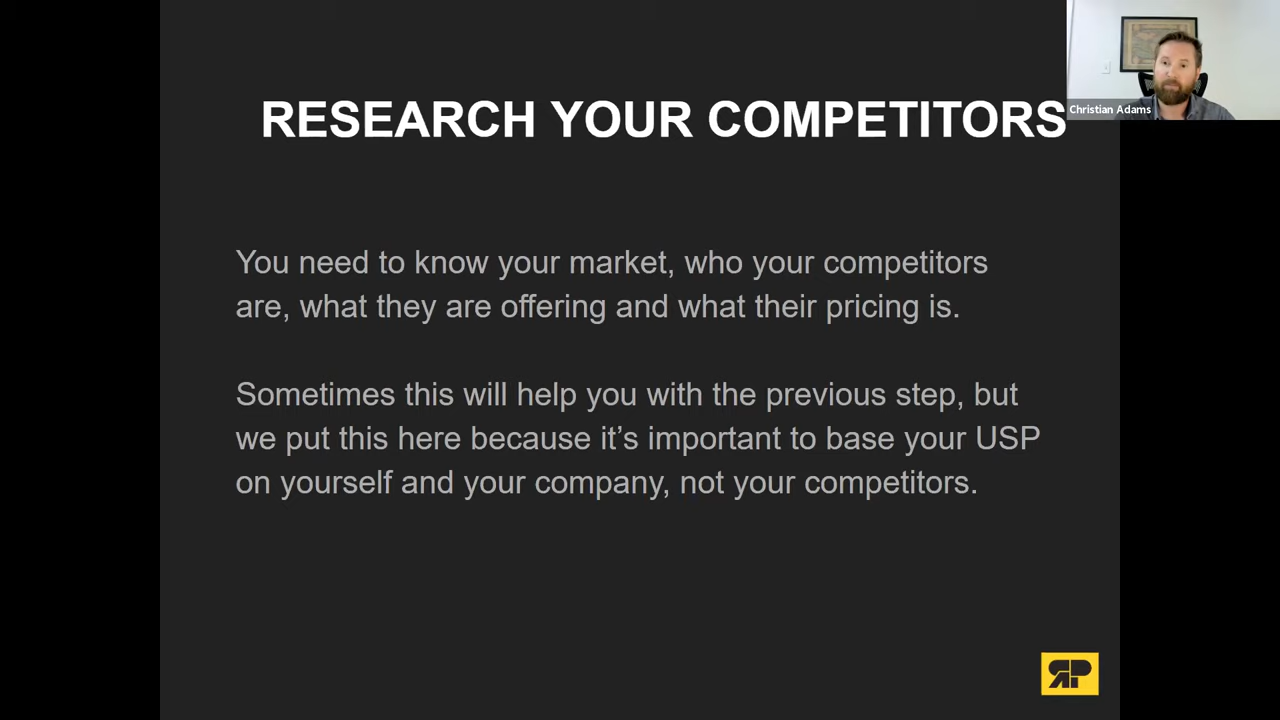 RESEARCH YOUR COMPETITORS
Christian Adams
You need to know your market, who your competitors
are, what they are offering and what their pricing is.
Sometimes this will help you with the previous step, but
we put this here because it’s important to base your USP
on yourself and your company, not your competitors.